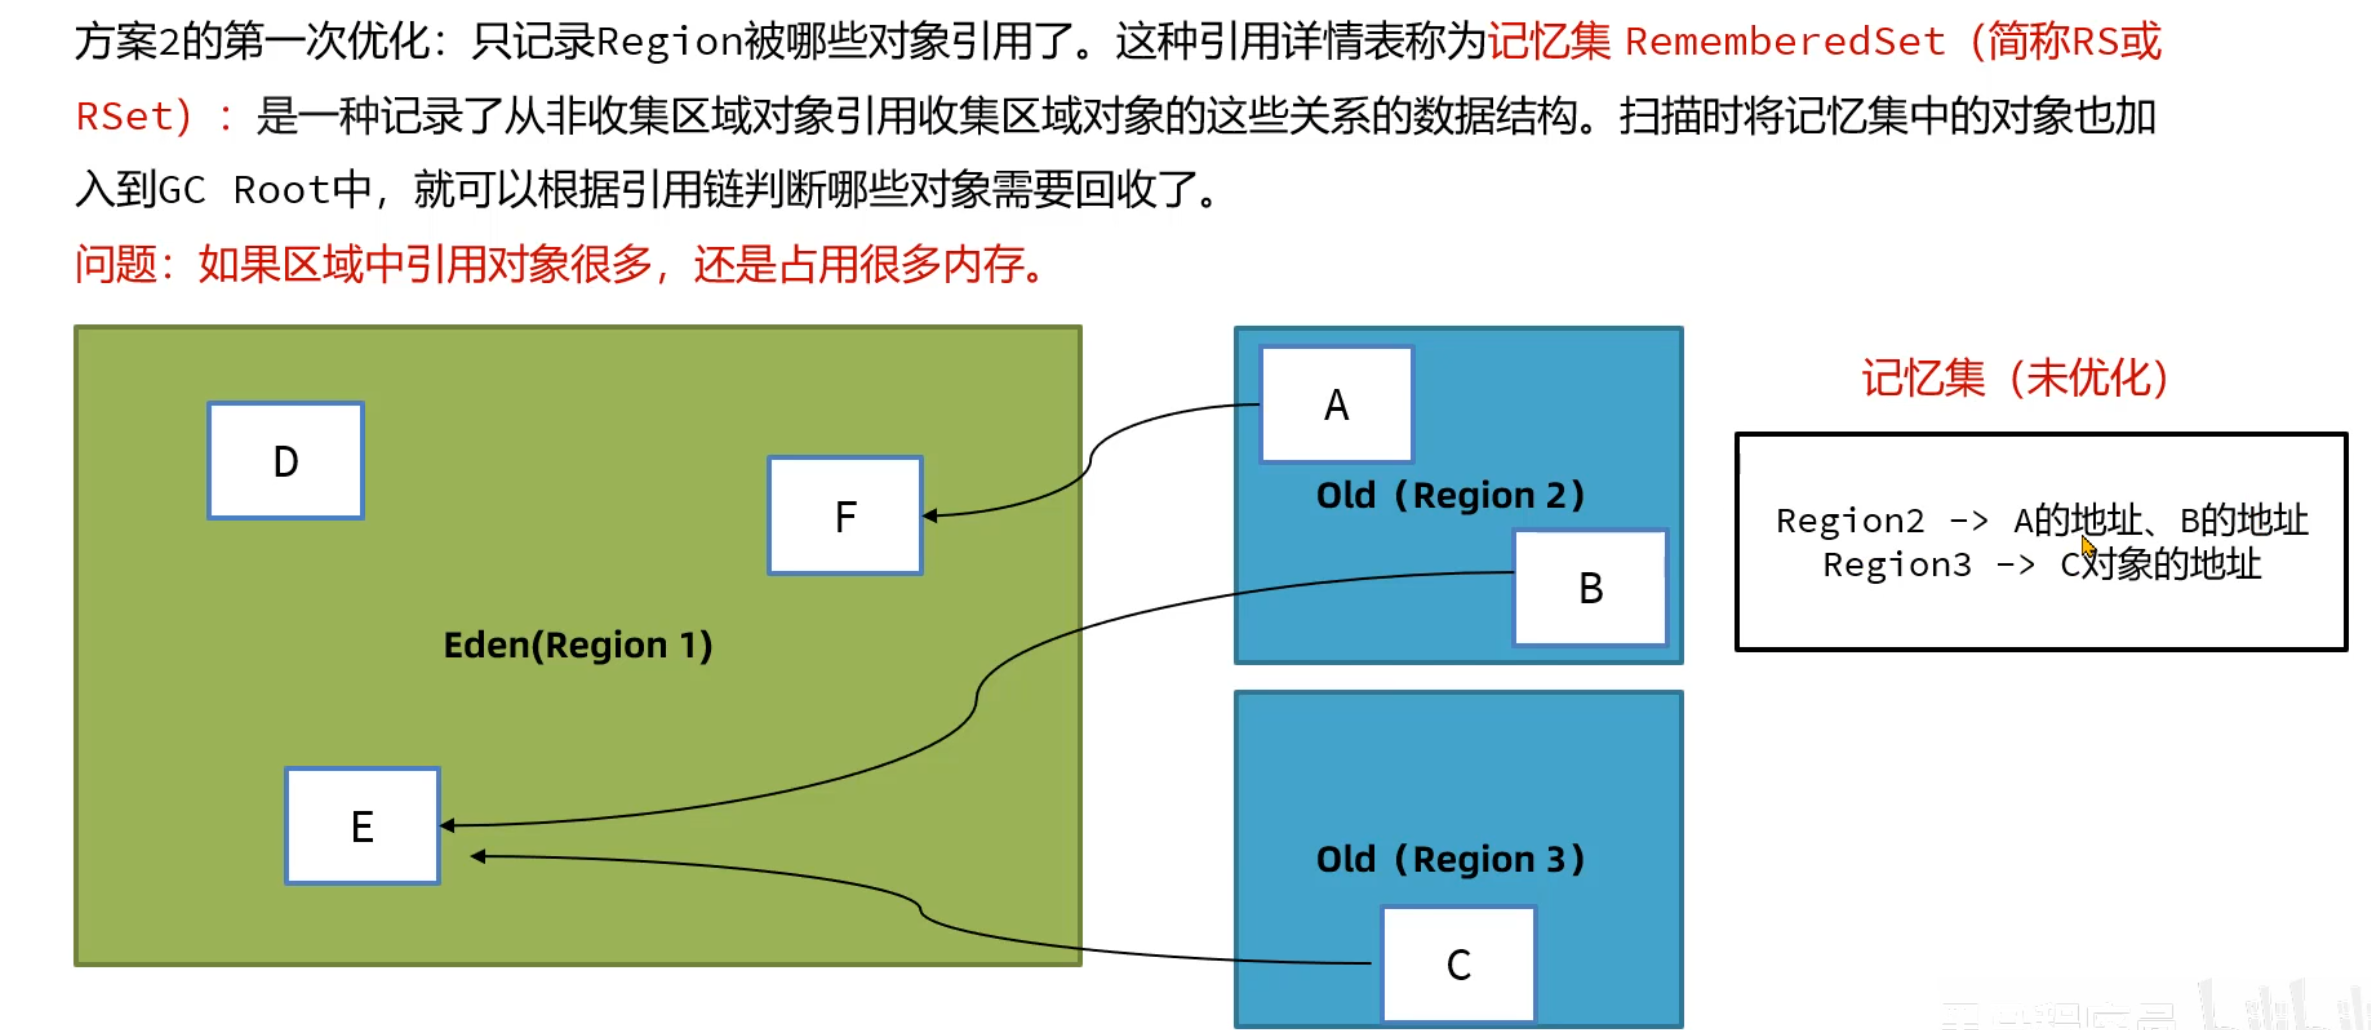 方案2的第一次优化：只记录Region被哪些对象引用了。这种引用详情表称为记忆集 RememberedSet（简称RS或
RSet）：是一种记录了从非收集区域对象引用收集区域对象的这些关系的数据结构。扫描时将记忆集中的对象也加
入到GC Root中，就可以根据引用链判断哪些对象需要回收了。
问题：如果区域中引用对象很多，还是占用很多内存。
D
F
Eden(Region 1)
E
A
Old（Region 2）
B
Old（Region 3）
C
记忆集（未优化）
Region2 -> A的地址、B的地址
Region3 -> C对象的地址